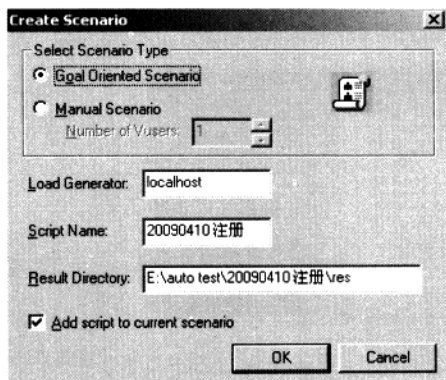 Create Scenario
Select Scenario Type
Goal Oriented Scenario
Manual Scenario
Number of Vusers: 1
Load Generator: localhost
Script Name: 20090410注册
Result Directory: E:\auto test\20090410注册\res
Add script to current scenario
OK Cancel